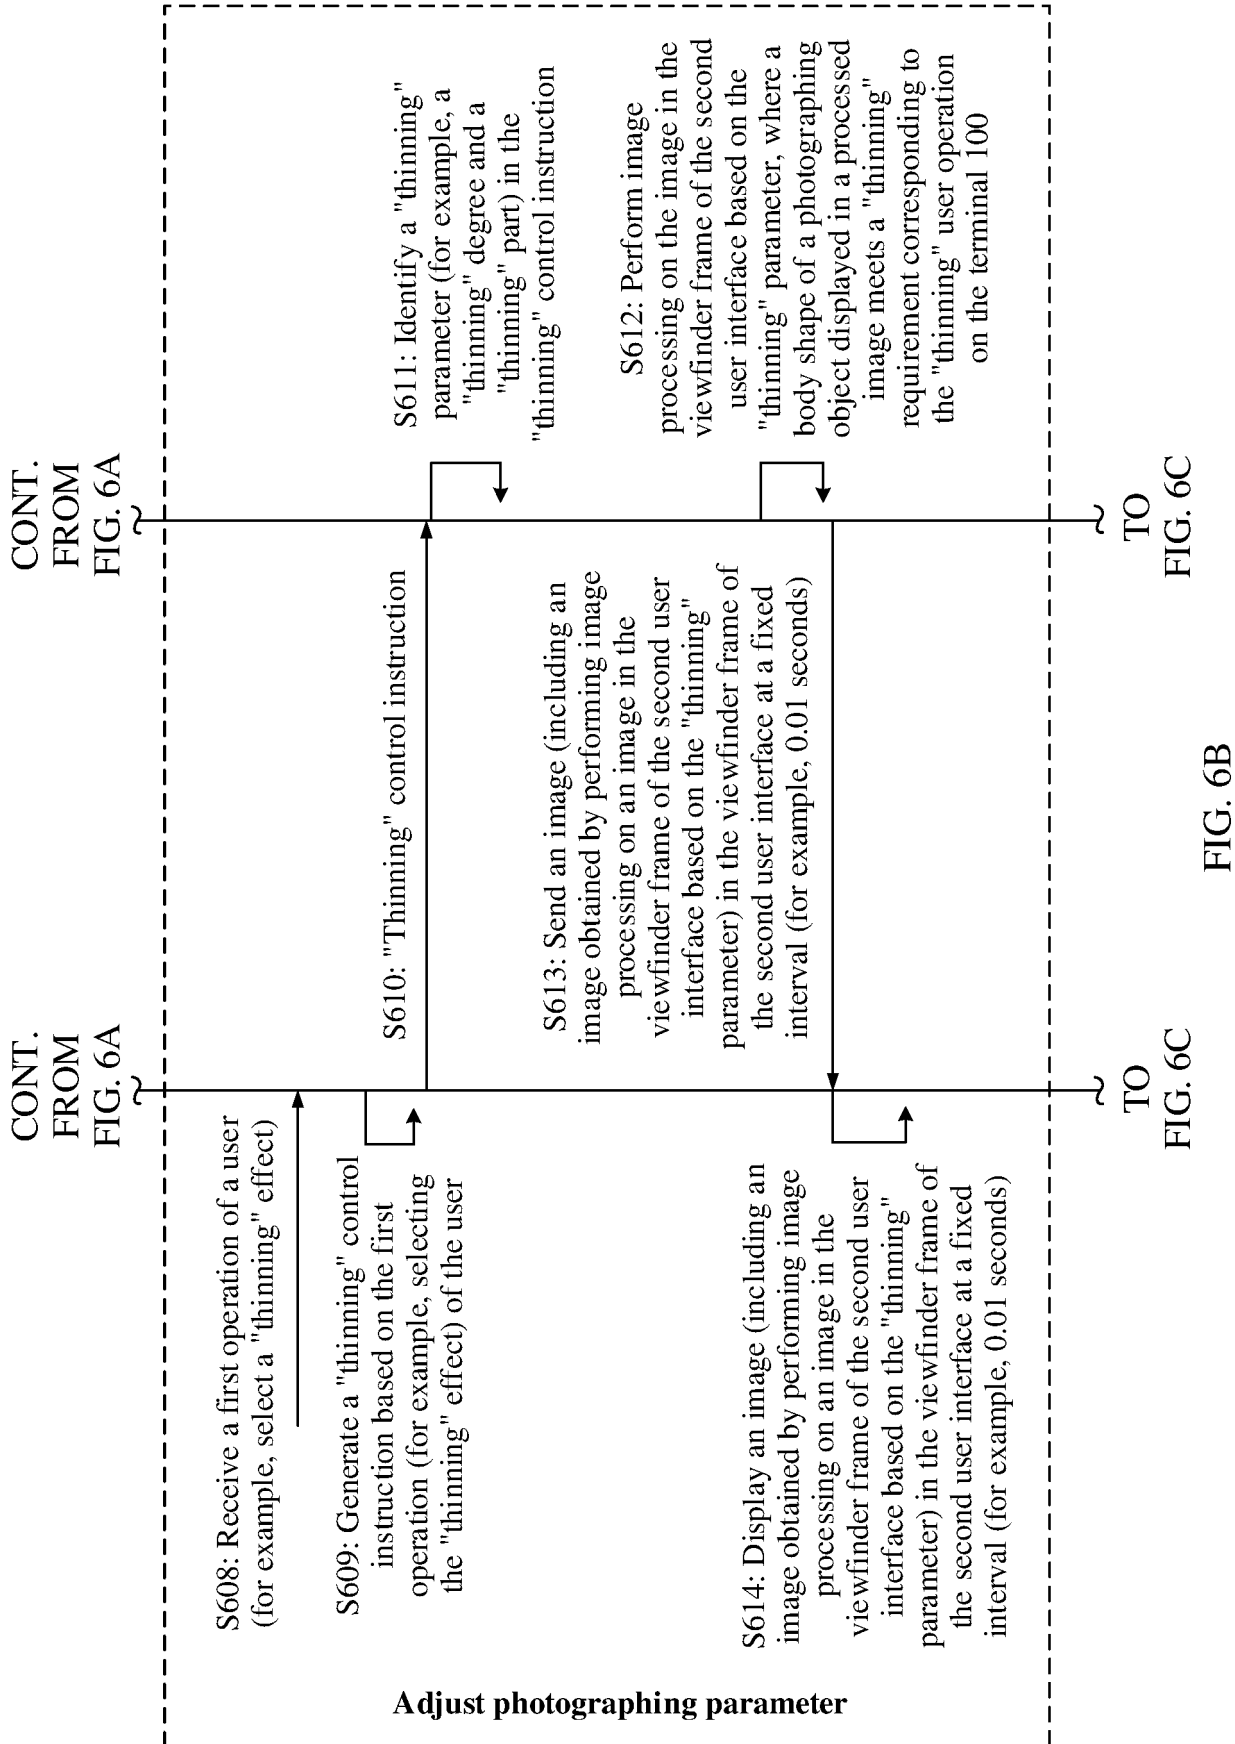 CONT.
FROM
FIG. 6A
CONT.
FROM
FIG. 6A
Adjust photographing parameter
S608: Receive a first operation of a user
(for example, select a "thinning" effect)
S609: Generate a "thinning" control
instruction based on the first
operation (for example, selecting
the "thinning" effect) of the user
S610: "Thinning" control instruction
S611: Identify a "thinning"
parameter (for example, a
"thinning" degree and a
"thinning" part) in the
"thinning" control instruction
S612: Perform image
processing on the image in the
viewfinder frame of the second
user interface based on the
"thinning" parameter, where a
body shape of a photographing
object displayed in a processed
image meets a "thinning"
requirement corresponding to
the "thinning" user operation
on the terminal 100
S613: Send an image (including an
image obtained by performing image
processing on an image in the
viewfinder frame of the second user
interface based on the "thinning"
parameter) in the viewfinder frame of
the second user interface at a fixed
interval (for example, 0.01 seconds)
S614: Display an image (including an
image obtained by performing image
processing on an image in the
viewfinder frame of the second user
interface based on the "thinning"
parameter) in the viewfinder frame of
the second user interface at a fixed
interval (for example, 0.01 seconds)
TO
FIG. 6C
TO
FIG. 6C
FIG. 6B